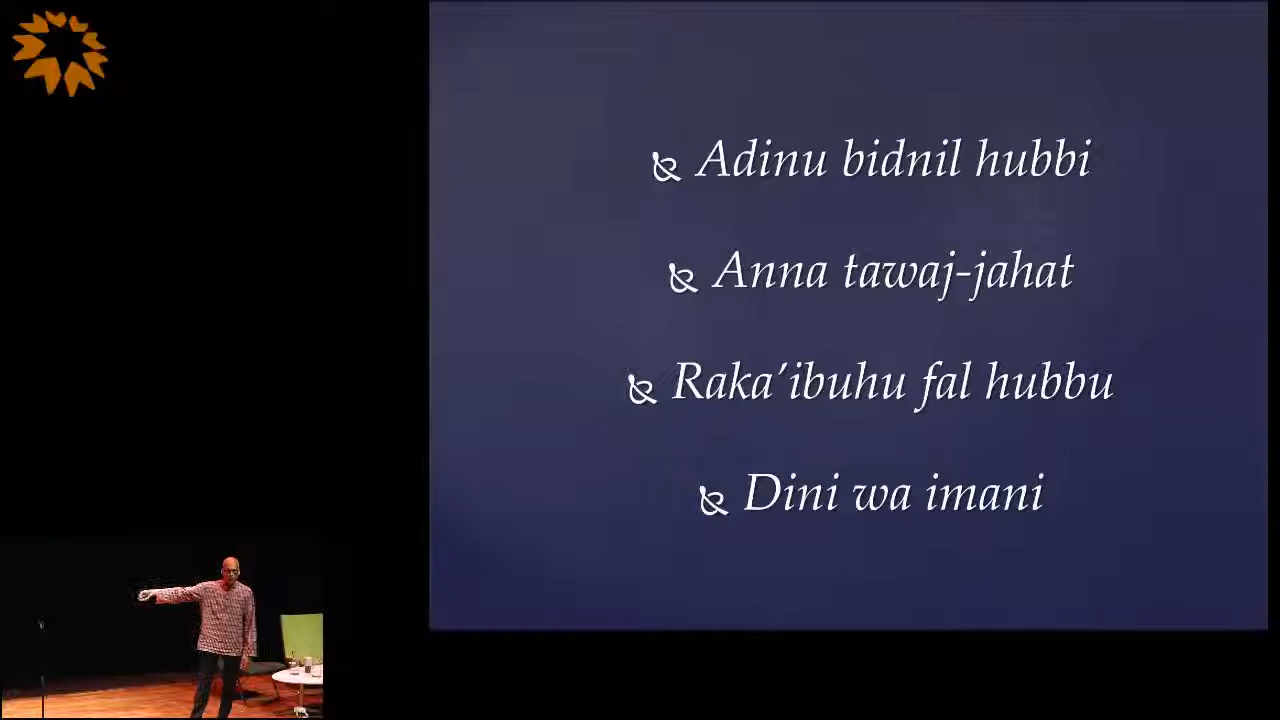 Adinu bidnil hubbi
Anna tawaj-jahat
Raka'ibuhu fal hubbu
Dini wa imani